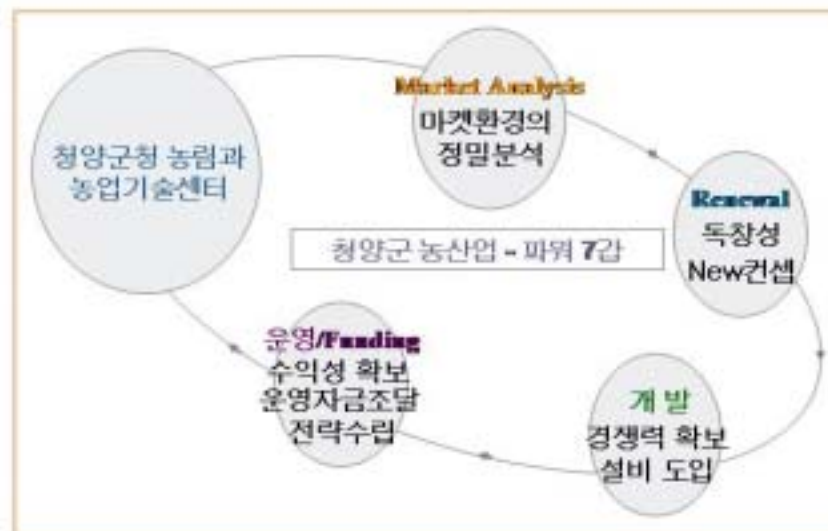 청양군청 농림과
농업기술센터
Market Analysis
마켓환경의
정밀분석
Renewal
독창성
New컨셉
청양군 농산업 - 파워 7갑
개 발
경쟁력 확보
설비 도입
운영/Funding
수익성 확보
운영자금조달
전략수립